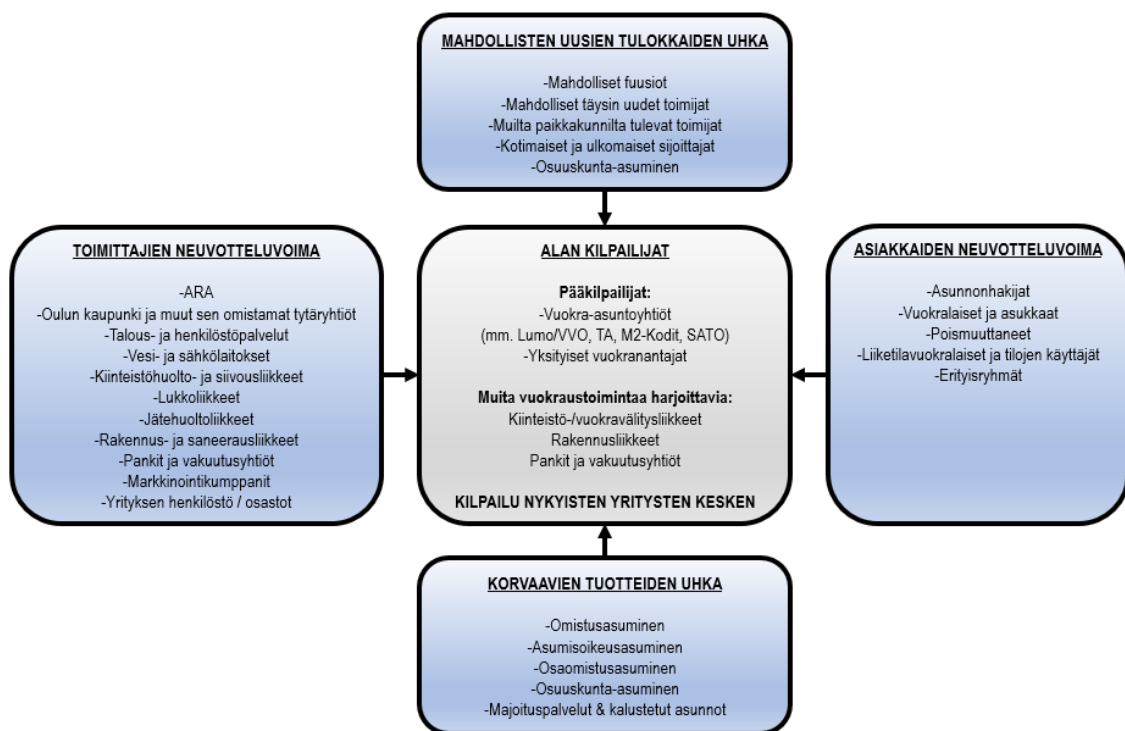 MAHDOLLISTEN UUSIEN TULOKKAIDEN UHKA
-Mahdolliset fuusiot
-Mahdolliset täysin uudet toimijat
-Muilta paikkakunnilta tulevat toimijat
-Kotimaiset ja ulkomaiset sijoittajat
-Osuuskunta-asuminen
TOIMITTAJIEN NEUVOTTELUVOIMA
-ARA
-Oulun kaupunki ja muut sen omistamat tytäryhtiöt
-Talous- ja henkilöstöpalvelut
-Vesi- ja sähkölaitokset
-Kiinteistöhuolto- ja siivousliikkeet
-Lukkoliikkeet
-Jätehuoltoliikkeet
-Rakennus- ja saneerausliikkeet
-Pankit ja vakuutusyhtiöt
-Markkinointikumppanit
-Yrityksen henkilöstö / osastot
ALAN KILPAILIJAT
Pääkilpailijat:
-Vuokra-asuntoyhtiöt
(mm. Lumo/VVO, TA, M2-Kodit, SATO)
-Yksityiset vuokranantajat
Muita vuokraustoimintaa harjoittavia:
Kiinteistö-/vuokravälitysliikkeet
Rakennusliikkeet
Pankit ja vakuutusyhtiöt
KILPAILU NYKYISTEN YRITYSTEN KESKEN
ASIAKKAIDEN NEUVOTTELUVOIMA
-Asunnonhakijat
-Vuokralaiset ja asukkaat
-Poismuuttaneet
-Liiketilavuokralaiset ja tilojen käyttäjät
-Erityisryhmät
KORVAAVIEN TUOTTEIDEN UHKA
-Omistusasuminen
-Asumisoikeusasuminen
-Osaomistusasuminen
-Osuuskunta-asuminen
-Majoituspalvelut & kalustetut asunnot